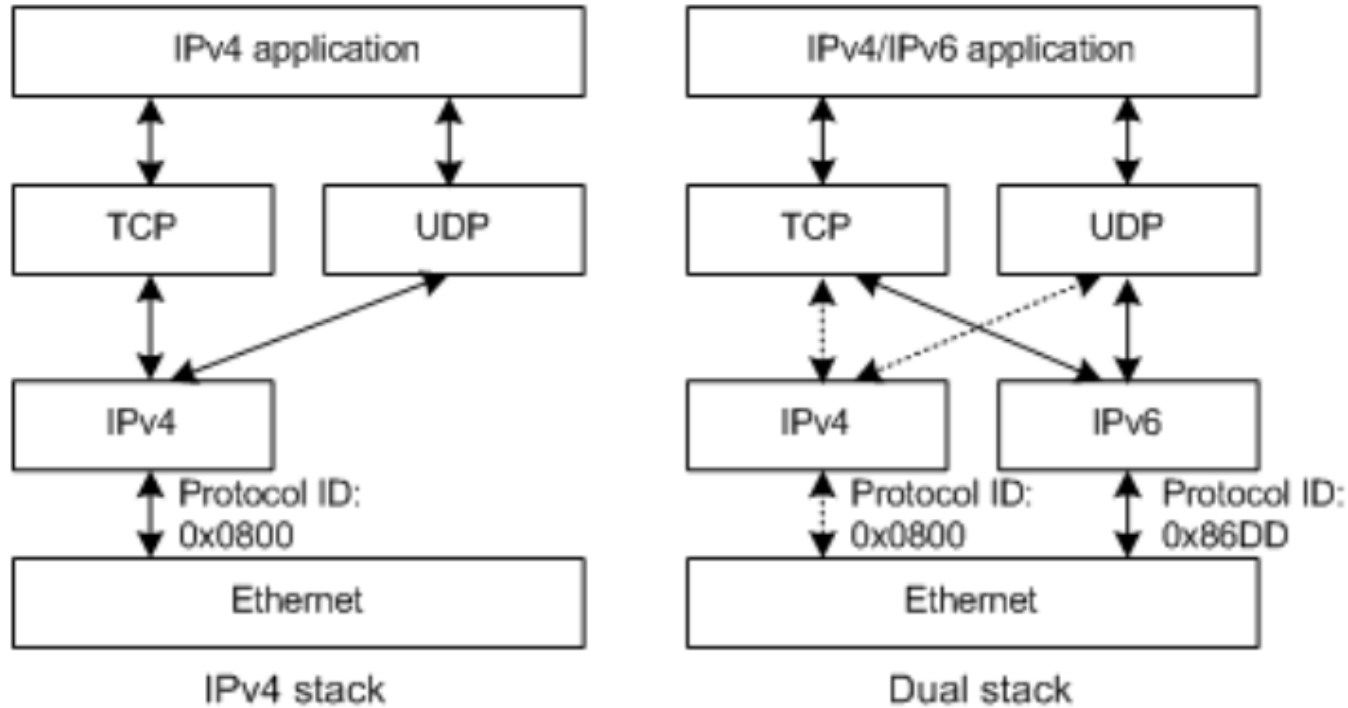 IPv4 application
IPv4/IPv6 application
TCP
UDP
TCP
UDP
IPv4
IPv4
IPv6
Protocol ID:
0x0800
Protocol ID:
0x0800
Protocol ID:
0x86DD
Ethernet
Ethernet
IPv4 stack
Dual stack